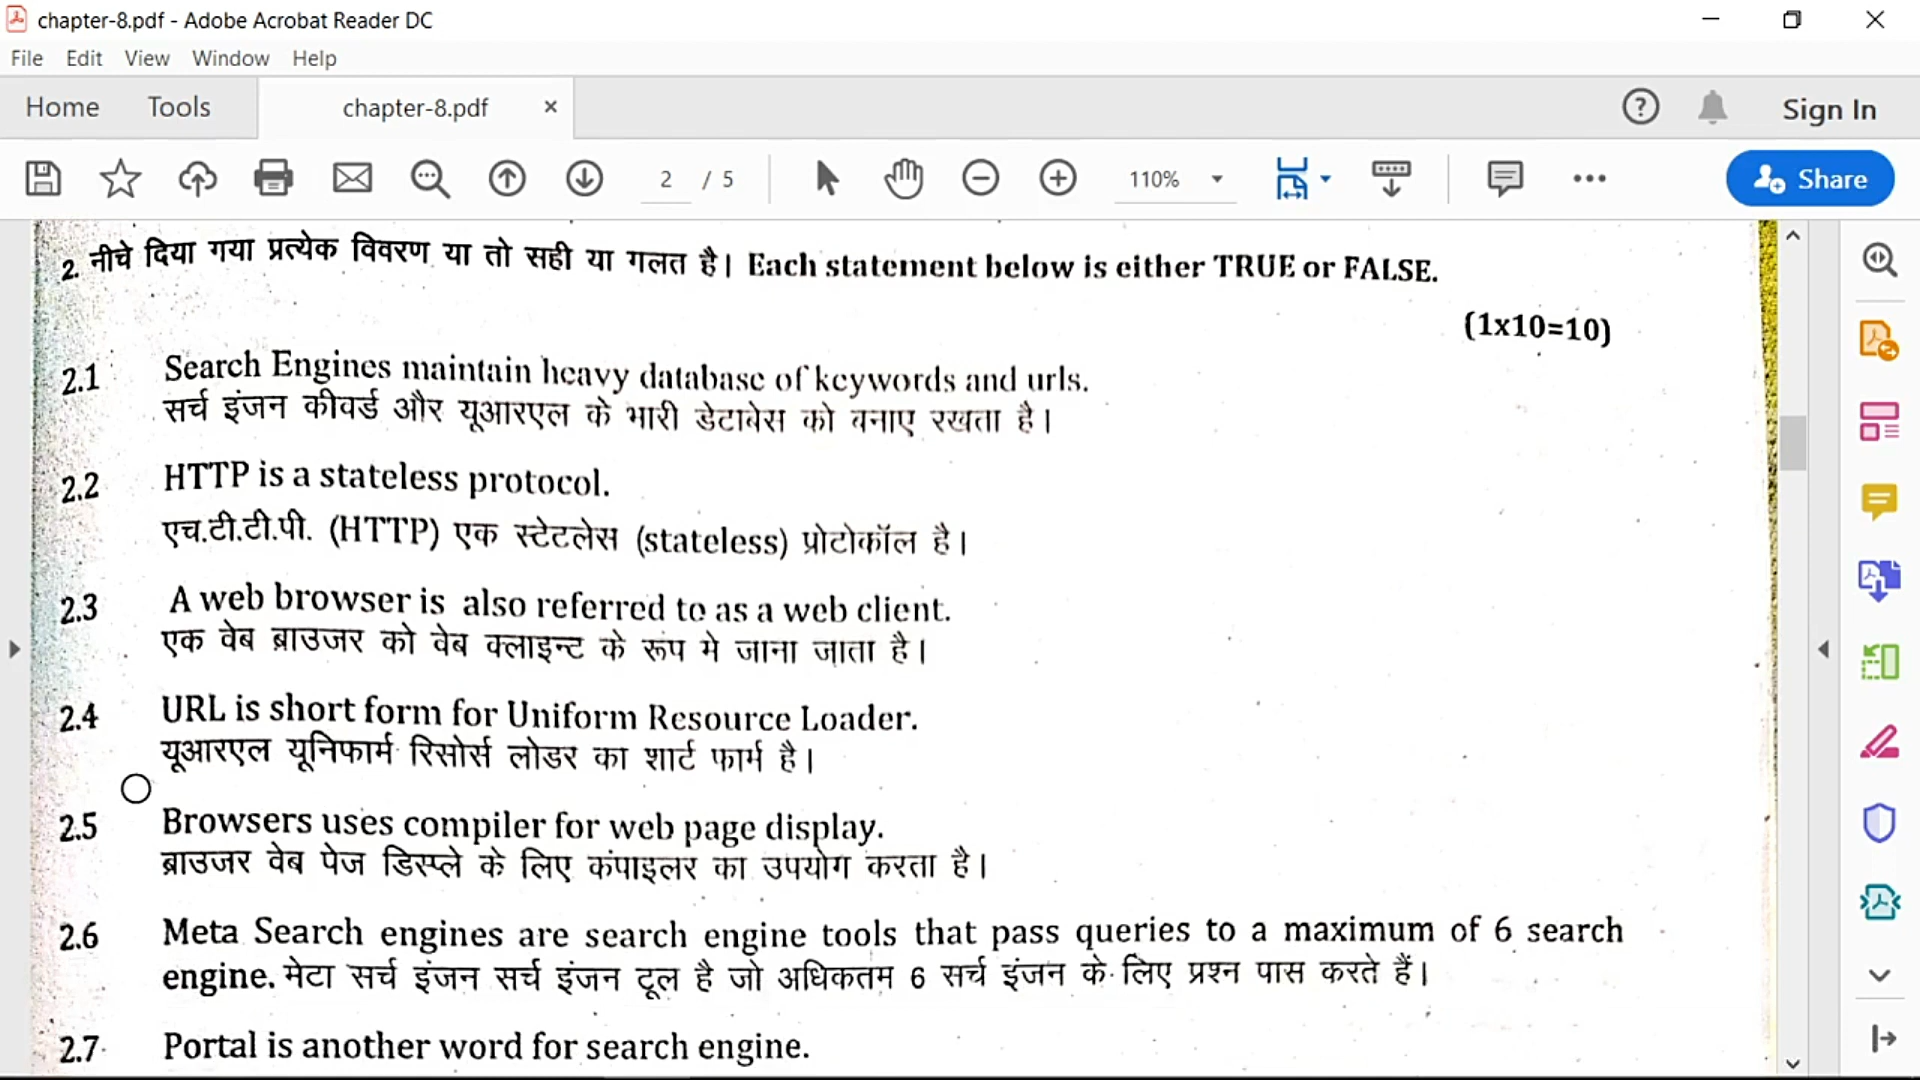 chapter-8.pdf - Adobe Acrobat Reader DC
File Edit View Window Help
Home Tools chapter-8.pdf × Sign In
2 / 5 110% Share
2. नीचे दिया गया प्रत्येक विवरण या तो सही या गलत है। Each statement below is either TRUE or FALSE.
(1x10=10)
2.1 Search Engines maintain heavy database of keywords and urls.
सर्च इंजन कीवर्ड और यूआरएल के भारी डेटाबेस को बनाए रखता है।
2.2 HTTP is a stateless protocol.
एच.टी.टी.पी. (HTTP) एक स्टेटलेस (stateless) प्रोटोकॉल है।
2.3 A web browser is also referred to as a web client.
एक वेब ब्राउजर को वेब क्लाइन्ट के रूप मे जाना जाता है।
2.4 URL is short form for Uniform Resource Loader.
यूआरएल यूनिफार्म रिसोर्स लोडर का शार्ट फार्म है।
2.5 Browsers uses compiler for web page display.
ब्राउजर वेब पेज डिस्प्ले के लिए कंपाइलर का उपयोग करता है।
2.6 Meta Search engines are search engine tools that pass queries to a maximum of 6 search
engine. मेटा सर्च इंजन सर्च इंजन टूल है जो अधिकतम 6 सर्च इंजन के लिए प्रश्न पास करते हैं।
2.7 Portal is another word for search engine.